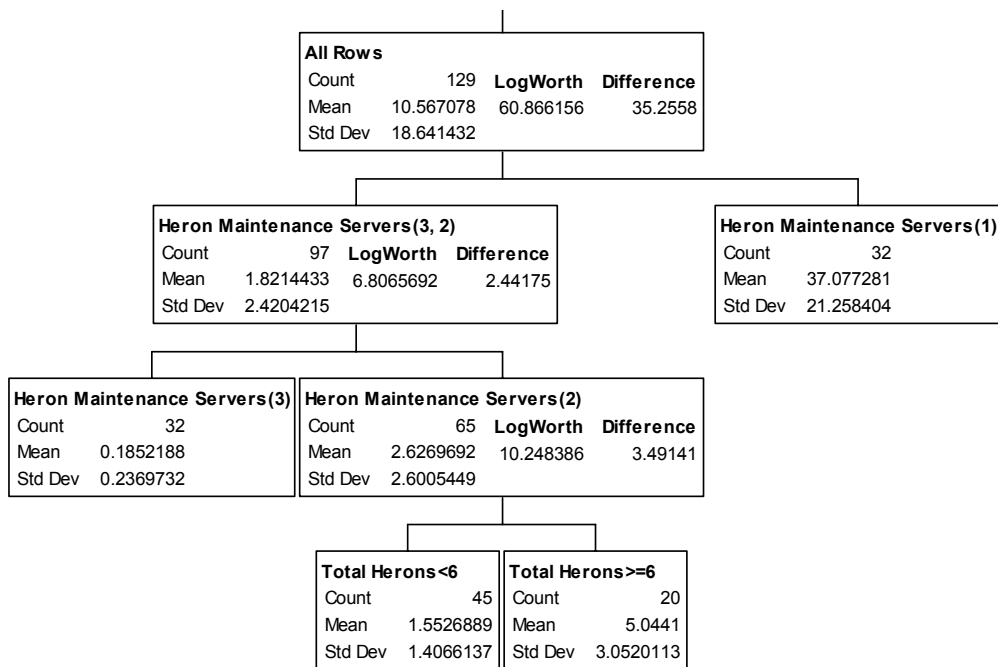 All Rows
Count 129 LogWorth Difference
Mean 10.567078 60.866156 35.2558
Std Dev 18.641432
Heron Maintenance Servers(3, 2)
Count 97 LogWorth Difference
Mean 1.8214433 6.8065692 2.44175
Std Dev 2.4204215
Heron Maintenance Servers(1)
Count 32
Mean 37.077281
Std Dev 21.258404
Heron Maintenance Servers(3)
Count 32
Mean 0.1852188
Std Dev 0.2369732
Heron Maintenance Servers(2)
Count 65 LogWorth Difference
Mean 2.6269692 10.248386 3.49141
Std Dev 2.6005449
Total Herons<6
Count 45
Mean 1.5526889
Std Dev 1.4066137
Total Herons>=6
Count 20
Mean 5.0441
Std Dev 3.0520113